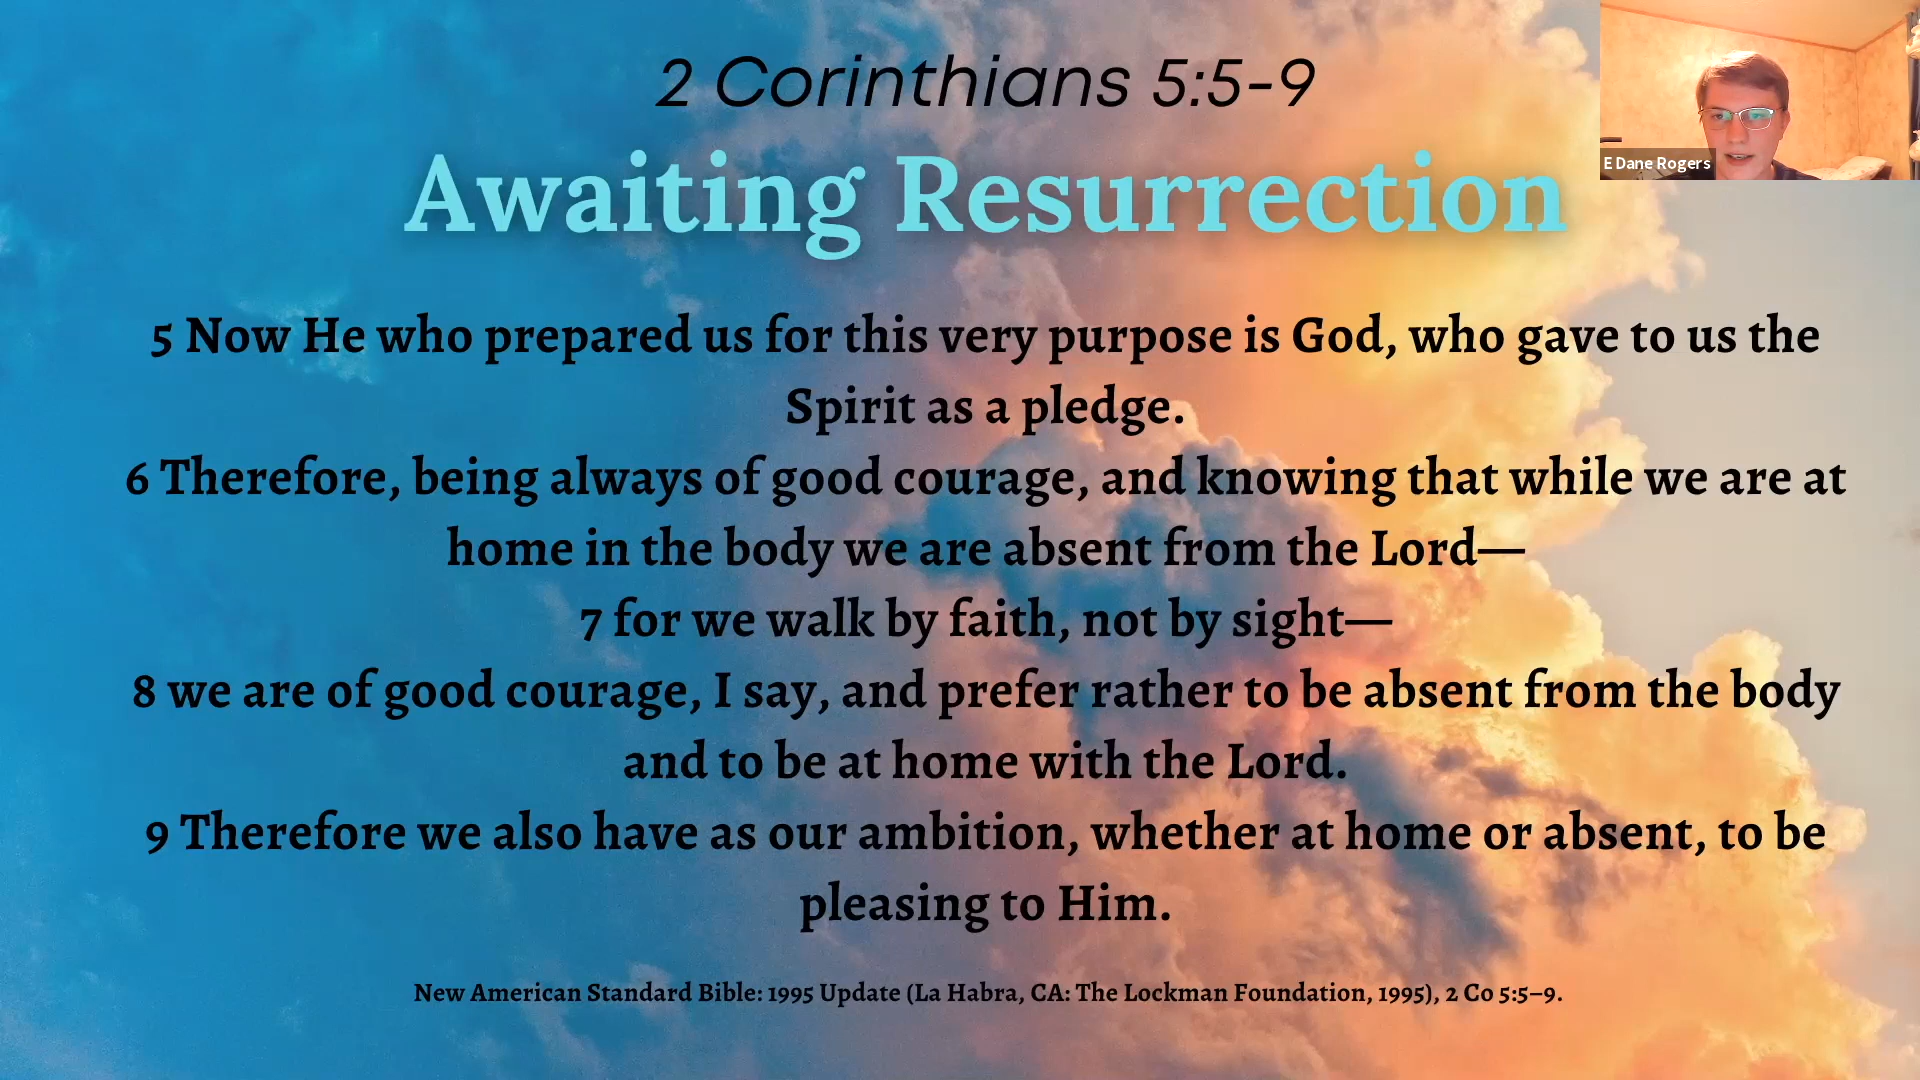 2 Corinthians 5:5-9
E Dane Rogers
Awaiting Resurrection
5 Now He who prepared us for this very purpose is God, who gave to us the
Spirit as a pledge.
6 Therefore, being always of good courage, and knowing that while we are at
home in the body we are absent from the Lord—
7 for we walk by faith, not by sight—
8 we are of good courage, I say, and prefer rather to be absent from the body
and to be at home with the Lord.
9 Therefore we also have as our ambition, whether at home or absent, to be
pleasing to Him.
New American Standard Bible: 1995 Update (La Habra, CA: The Lockman Foundation, 1995), 2 Co 5:5–9.